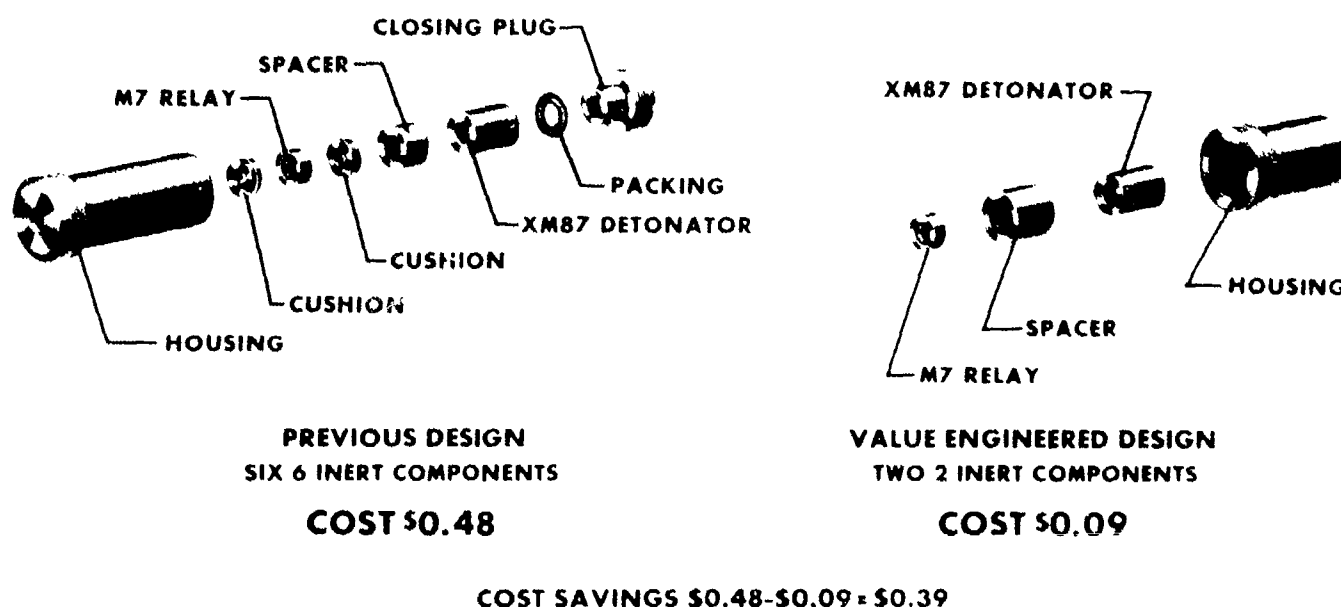 CLOSING PLUG
SPACER
M7 RELAY
PACKING
XM87 DETONATOR
CUSHION
CUSHION
HOUSING
PREVIOUS DESIGN
SIX 6 INERT COMPONENTS
COST $0.48
XM87 DETONATOR
HOUSING
SPACER
M7 RELAY
VALUE ENGINEERED DESIGN
TWO 2 INERT COMPONENTS
COST $0.09
COST SAVINGS $0.48-$0.09 = $0.39